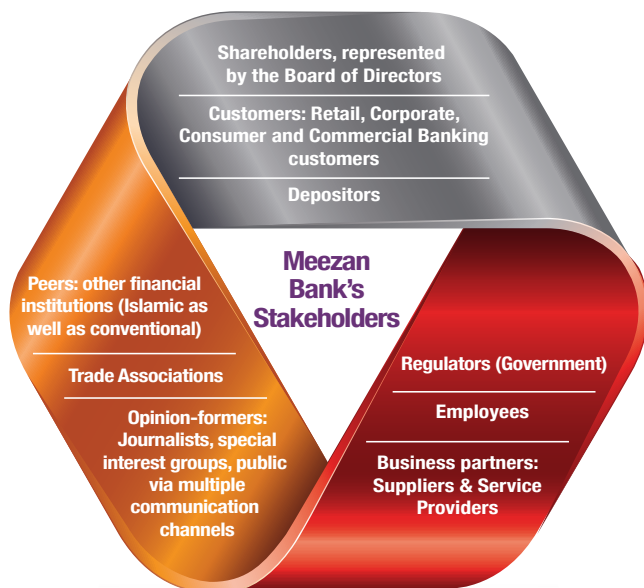 Shareholders, represented
by the Board of Directors
Customers: Retail, Corporate,
Consumer and Commercial Banking
customers
Depositors
Meezan
Bank's
Stakeholders
Peers: other financial
institutions (Islamic as
well as conventional)
Trade Associations
Opinion-formers:
Journalists, special
interest groups, public
via multiple
communication
channels
Regulators (Government)
Employees
Business partners:
Suppliers & Service
Providers